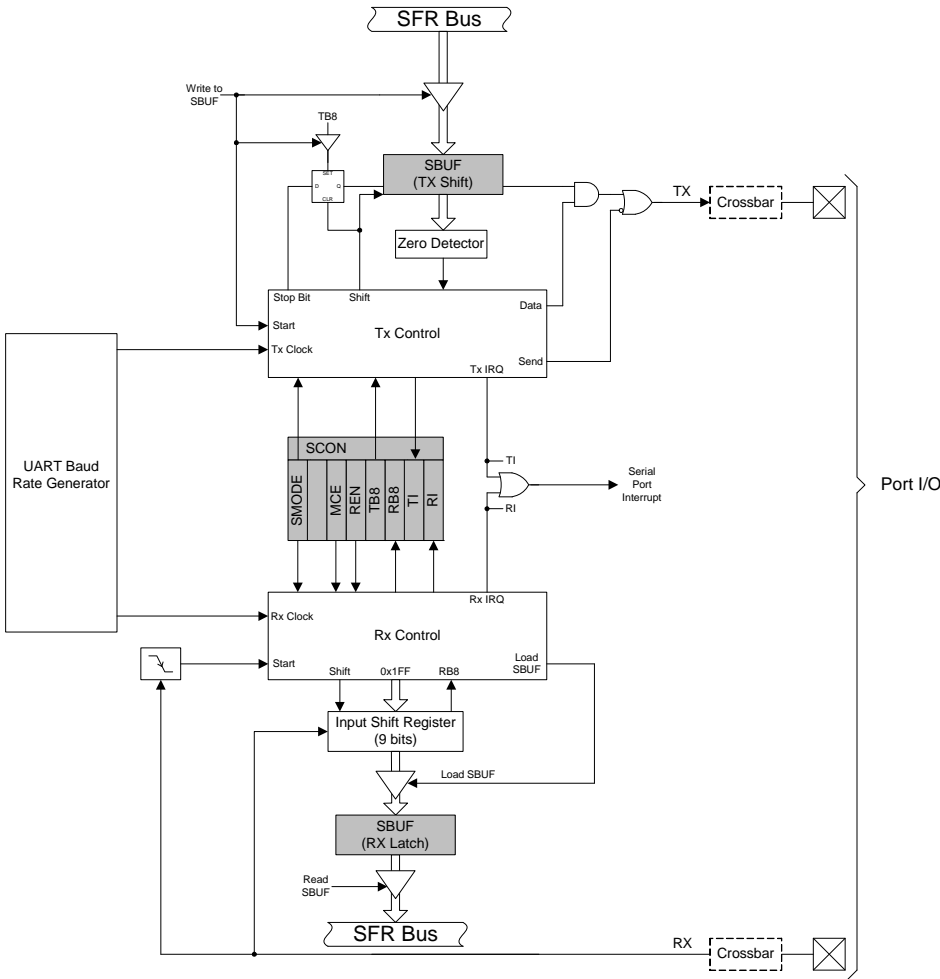 SFR Bus
Write to
SBUF
TB8
SET
D
Q
CLR
SBUF
(TX Shift)
TX
Crossbar
Zero Detector
Stop Bit
Shift
Data
Start
Tx Control
Tx Clock
Send
Tx IRQ
UART Baud
Rate Generator
SCON
SMODE
MCE
REN
TB8
RB8
TI
RI
TI
RI
Serial
Port
Interrupt
Port I/O
Rx IRQ
Rx Clock
Rx Control
Start
Load
SBUF
Shift
0x1FF
RB8
Input Shift Register
(9 bits)
Load SBUF
SBUF
(RX Latch)
Read
SBUF
SFR Bus
RX
Crossbar